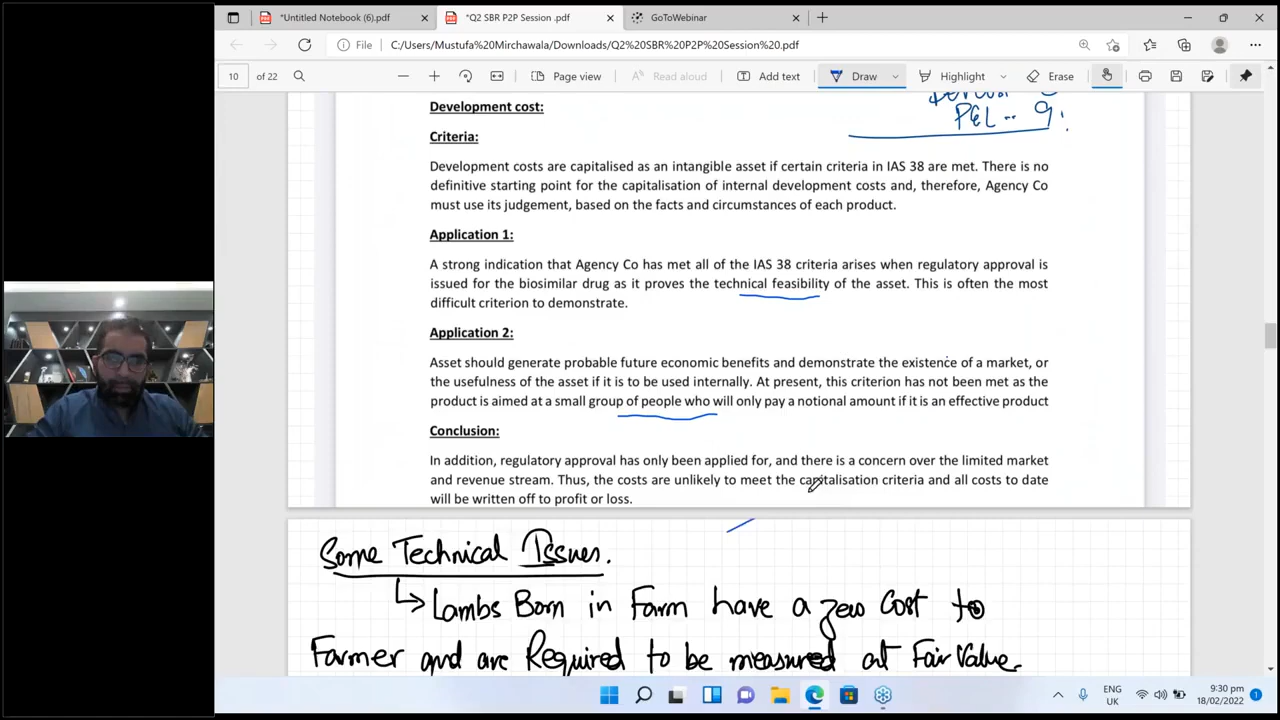 *Untitled Notebook (6).pdf
*Q2 SBR P2P Session .pdf
GoToWebinar
File
C:/Users/Mustufa%20Mirchawala/Downloads/Q2%20SBR%20P2P%20Session%20.pdf
10 of 22
Page view
Read aloud
Add text
Draw
Highlight
Erase
P&L
Development cost:
Criteria:
Development costs are capitalised as an intangible asset if certain criteria in IAS 38 are met. There is no
definitive starting point for the capitalisation of internal development costs and, therefore, Agency Co
must use its judgement, based on the facts and circumstances of each product.
Application 1:
A strong indication that Agency Co has met all of the IAS 38 criteria arises when regulatory approval is
issued for the biosimilar drug as it proves the technical feasibility of the asset. This is often the most
difficult criterion to demonstrate.
Application 2:
Asset should generate probable future economic benefits and demonstrate the existence of a market, or
the usefulness of the asset if it is to be used internally. At present, this criterion has not been met as the
product is aimed at a small group of people who will only pay a notional amount if it is an effective product
Conclusion:
In addition, regulatory approval has only been applied for, and there is a concern over the limited market
and revenue stream. Thus, the costs are unlikely to meet the capitalisation criteria and all costs to date
will be written off to profit or loss.
Some Technical Issues.
Lambs Born in Farm have a zero Cost to
Farmer and are Required to be measured at Fair Value
ENG
UK
9:30 pm
18/02/2022